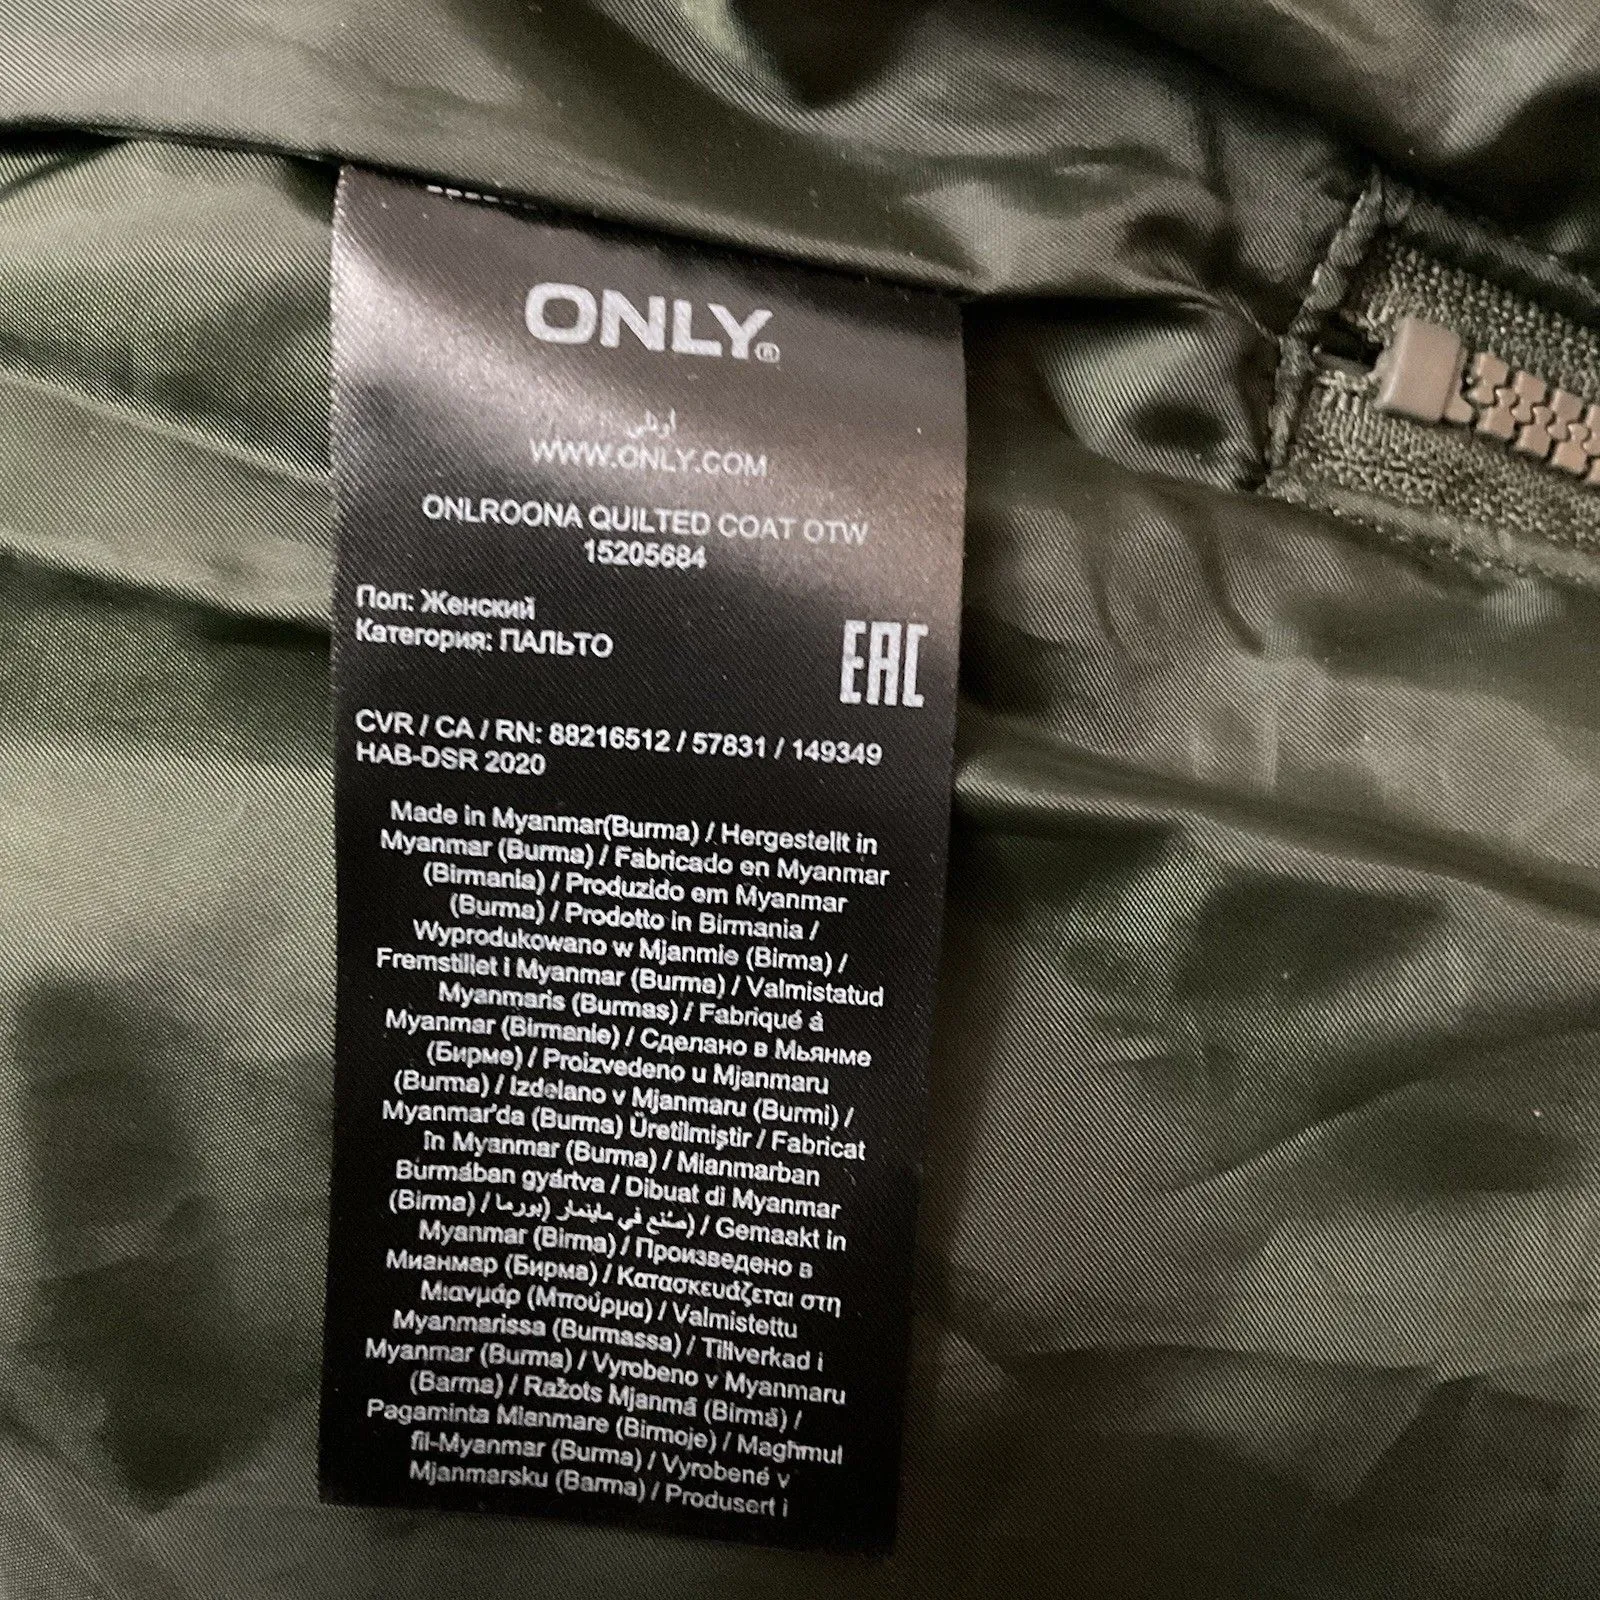 ONLY®
اونلي
WWW.ONLY.COM
ONLROONA QUILTED COAT OTW
15205684
Пол: Женский
Категория: ПАЛЬТО
EAC
CVR / CA / RN: 88216512 / 57831 / 149349
HAB-DSR 2020
Made in Myanmar(Burma) / Hergestellt in
Myanmar (Burma) / Fabricado en Myanmar
(Birmania) / Produzido em Myanmar
(Burma) / Prodotto in Birmania /
Wyprodukowano w Mjanmie (Birma) /
Fremstillet i Myanmar (Burma) / Valmistatud
Myanmaris (Burmas) / Fabriqué à
Myanmar (Birmanie) / Сделано в Мьянме
(Бирме) / Proizvedeno u Mjanmaru
(Burma) / Izdelano v Mjanmaru (Burmi) /
Myanmar'da (Burma) Üretilmiştir / Fabricat
în Myanmar (Burma) / Mianmarban
Burmában gyártva / Dibuat di Myanmar
(Birma) / صُنع في ماينمار (بورما) / Gemaakt in
Myanmar (Birma) / Произведено в
Мианмар (Бирма) / Κατασκευάζεται στη
Μιανμάρ (Μπούρμα) / Valmistettu
Myanmarissa (Burmassa) / Tillverkad i
Myanmar (Burma) / Vyrobeno v Myanmaru
(Barma) / Ražots Mjanmā (Birmā) /
Pagaminta Mianmare (Birmoje) / Maghmul
fil-Myanmar (Burma) / Vyrobené v
Mjanmarsku (Barma) / Produsert i